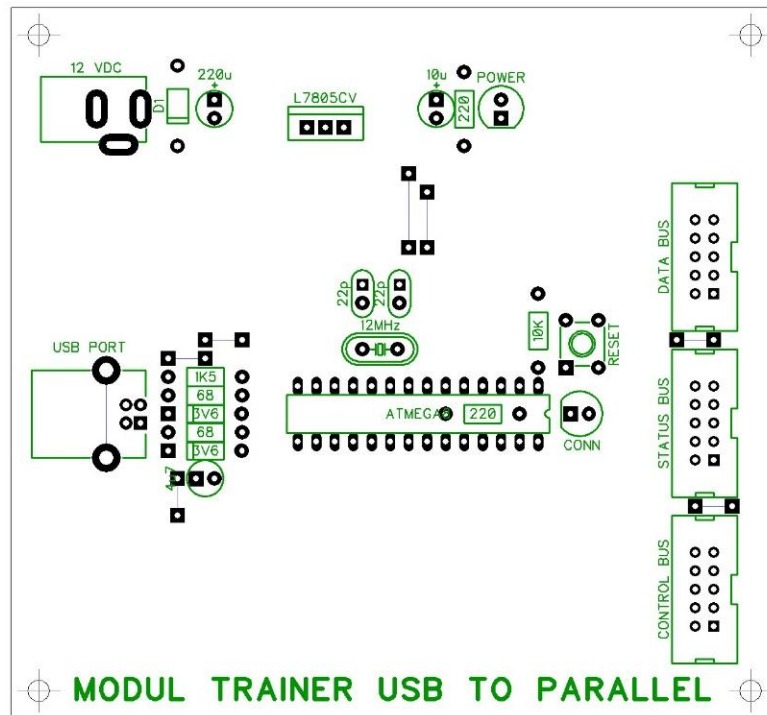 12 VDC
D1
220u
+
L7805CV
10u
+
220
POWER
DATA BUS
22p
22p
12MHz
10K
RESET
USB PORT
1K5
68
3V6
68
3V6
4u7
ATMEGA8
220
CONN
STATUS BUS
CONTROL BUS
MODUL TRAINER USB TO PARALLEL